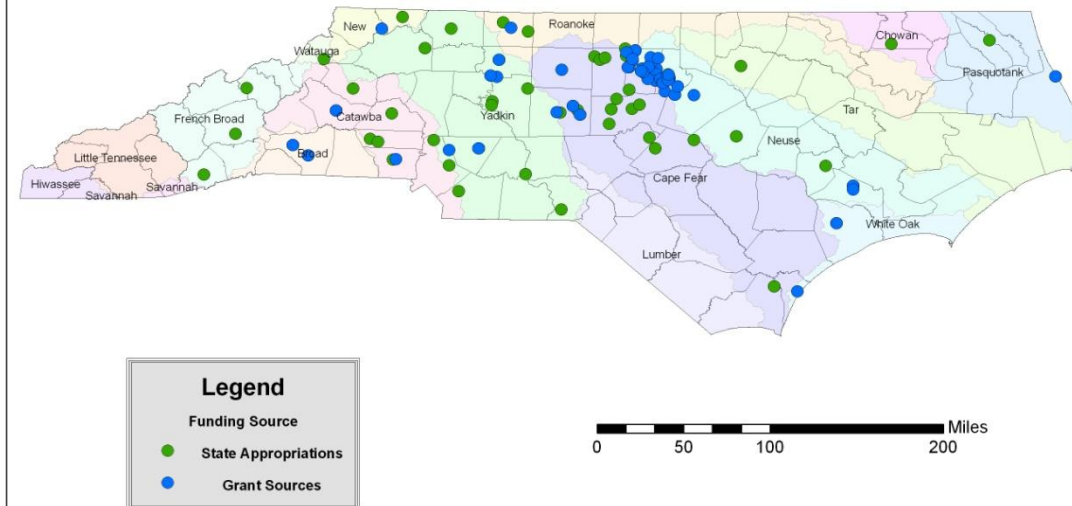 New
Roanoke
Chowan
Watauga
Pasquotank
French Broad
Catawba
Yadkin
Tar
Neuse
Little Tennessee
Broad
Hiwassee
Savannah
Savannah
Cape Fear
White Oak
Lumber
Legend
Funding Source
State Appropriations
Grant Sources
Miles
0 50 100 200